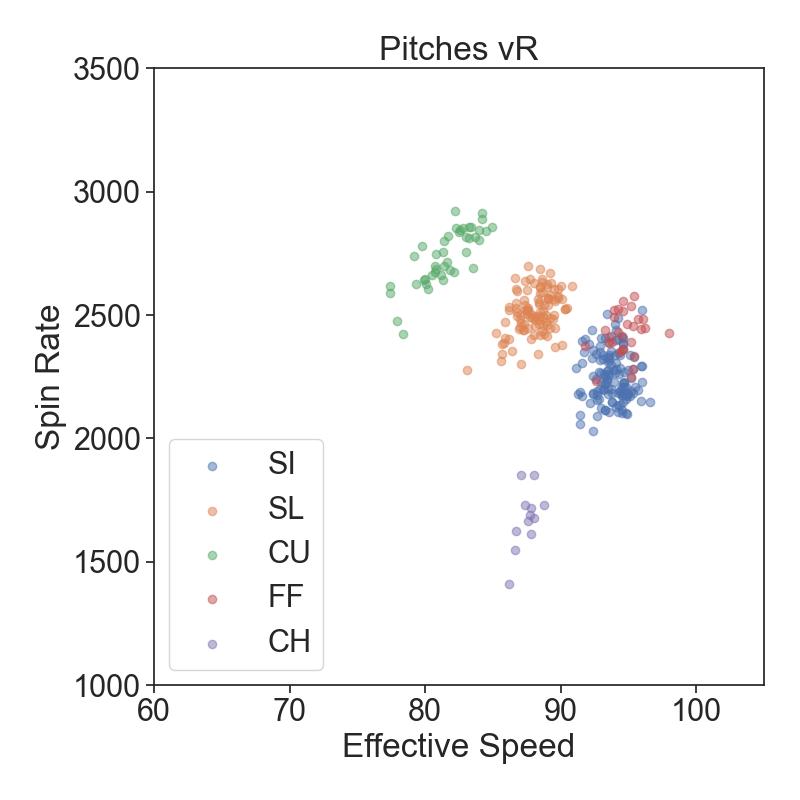 Pitches vR
3500
3000
2500
2000
1500
1000
Spin Rate
SI
SL
CU
FF
CH
60 70 80 90 100
Effective Speed